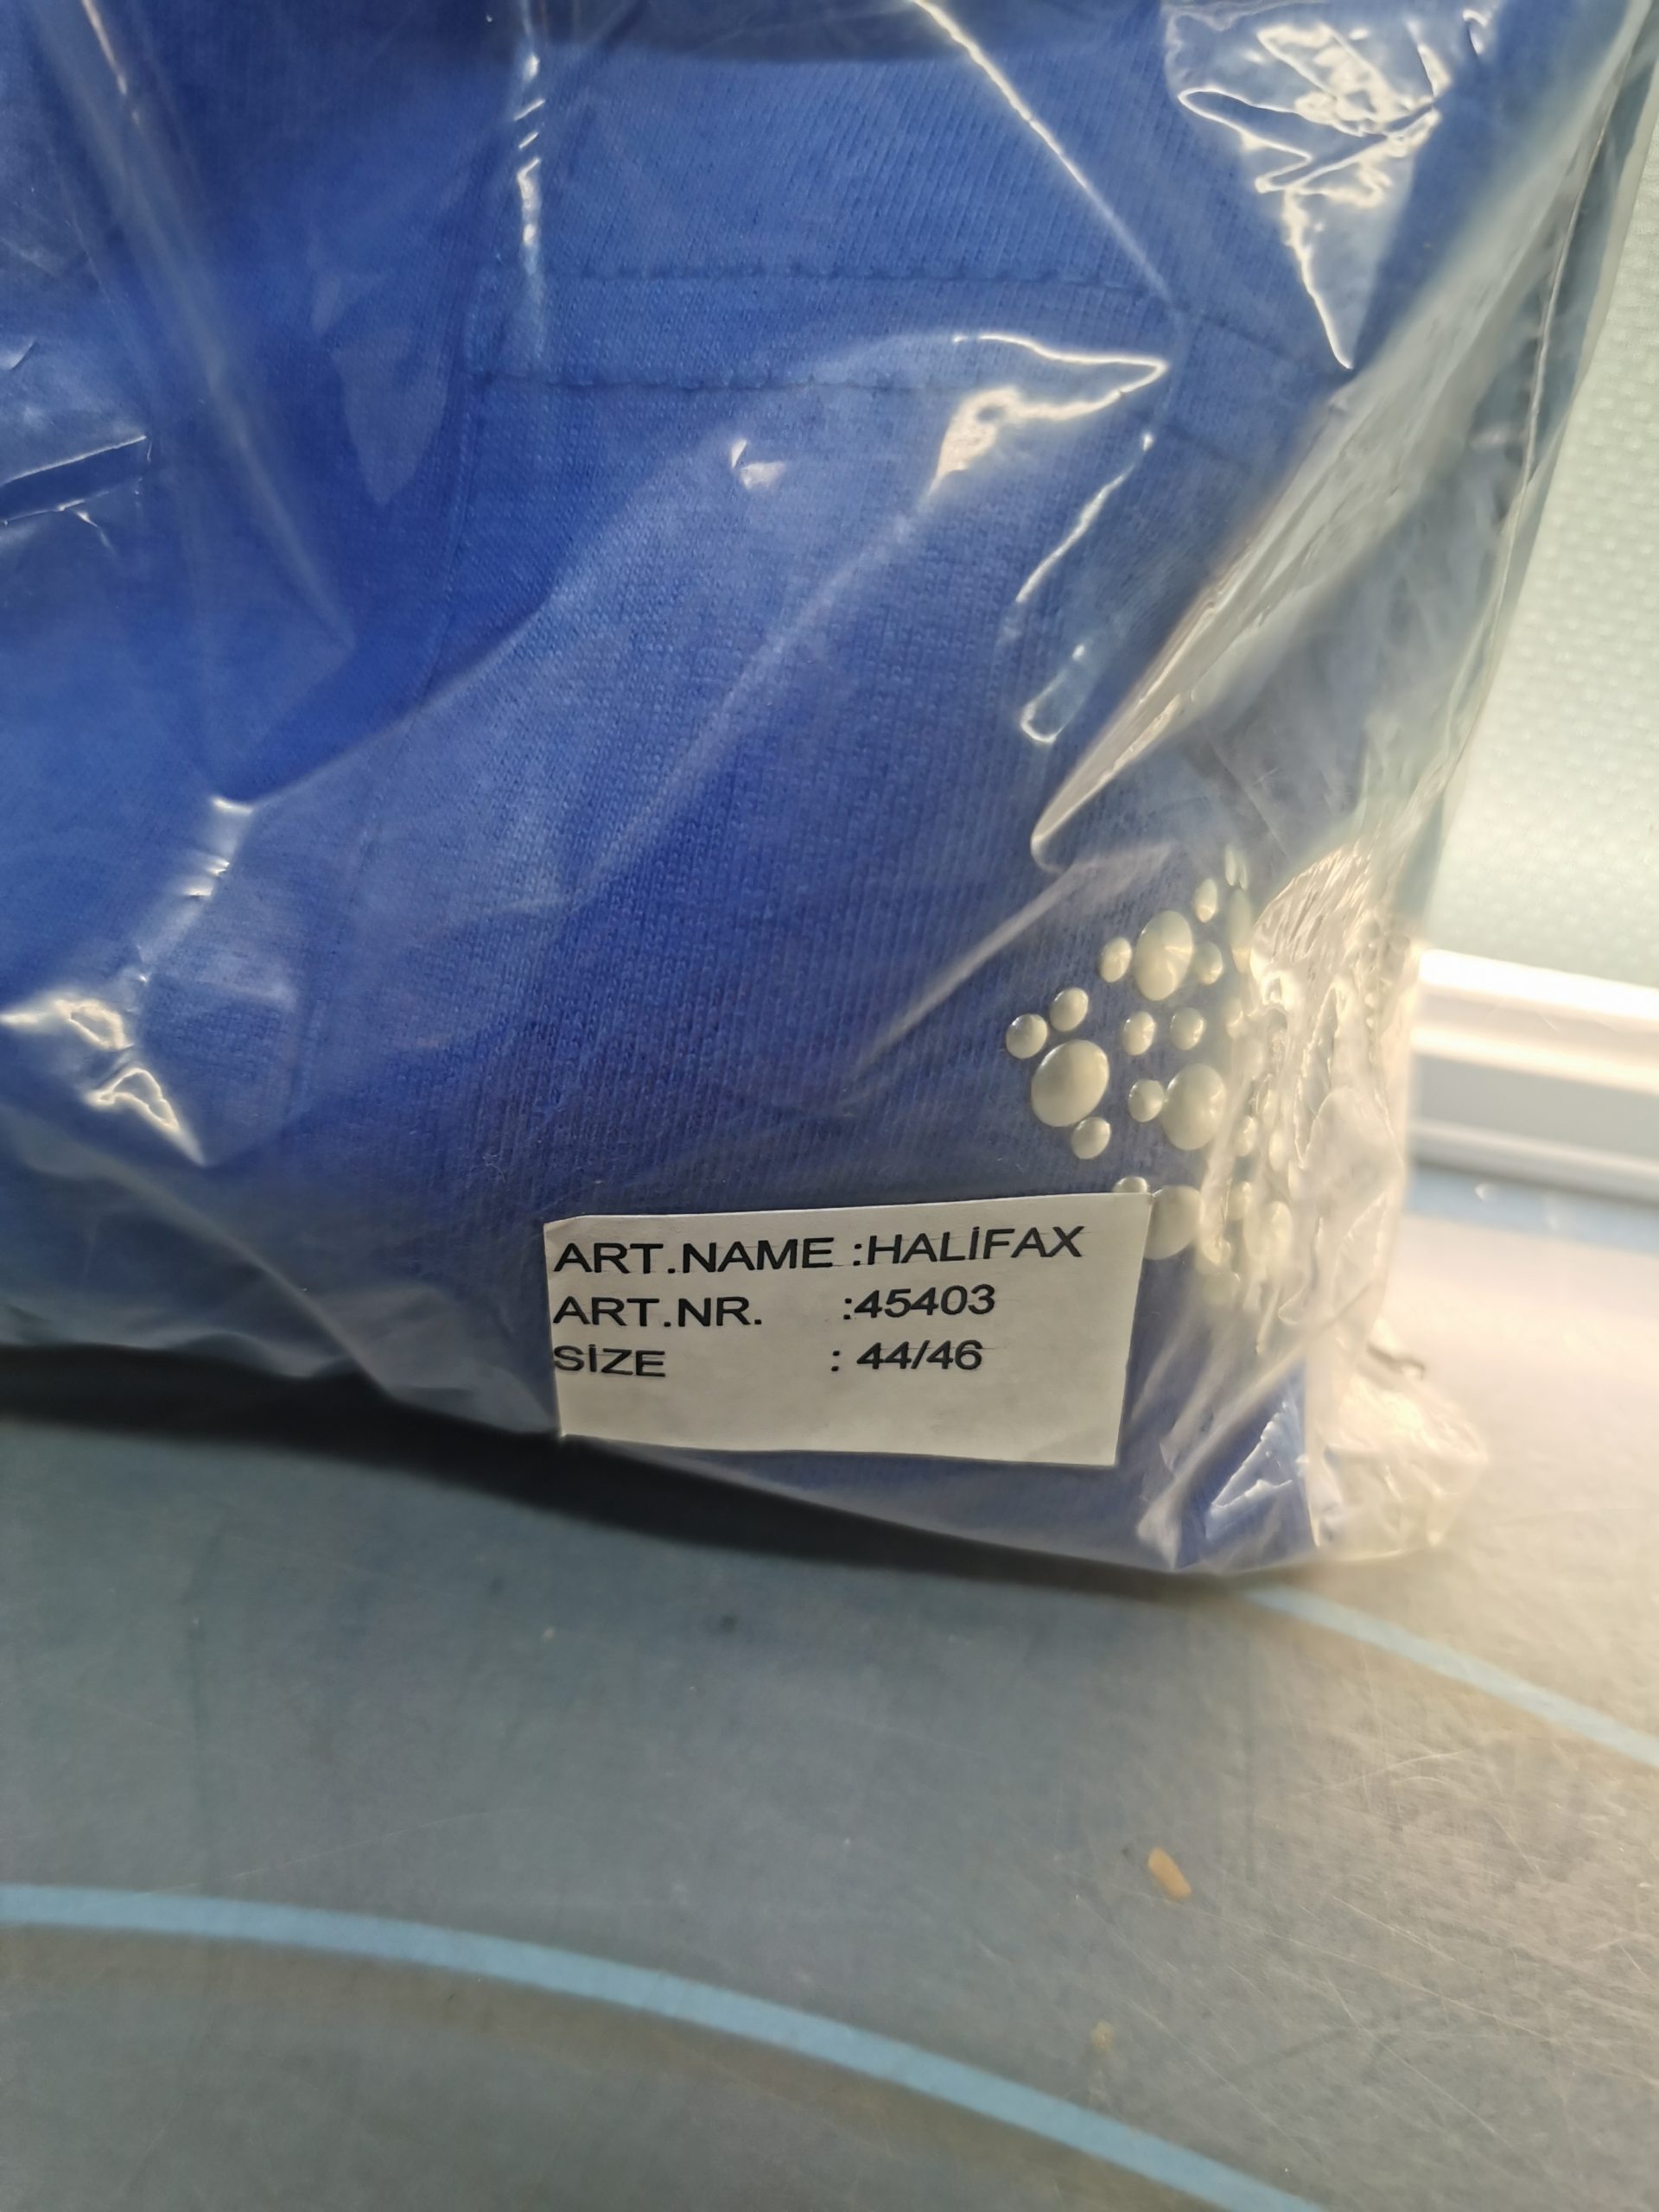 ART.NAME :HALİFAX
ART.NR. :45403
SİZE : 44/46